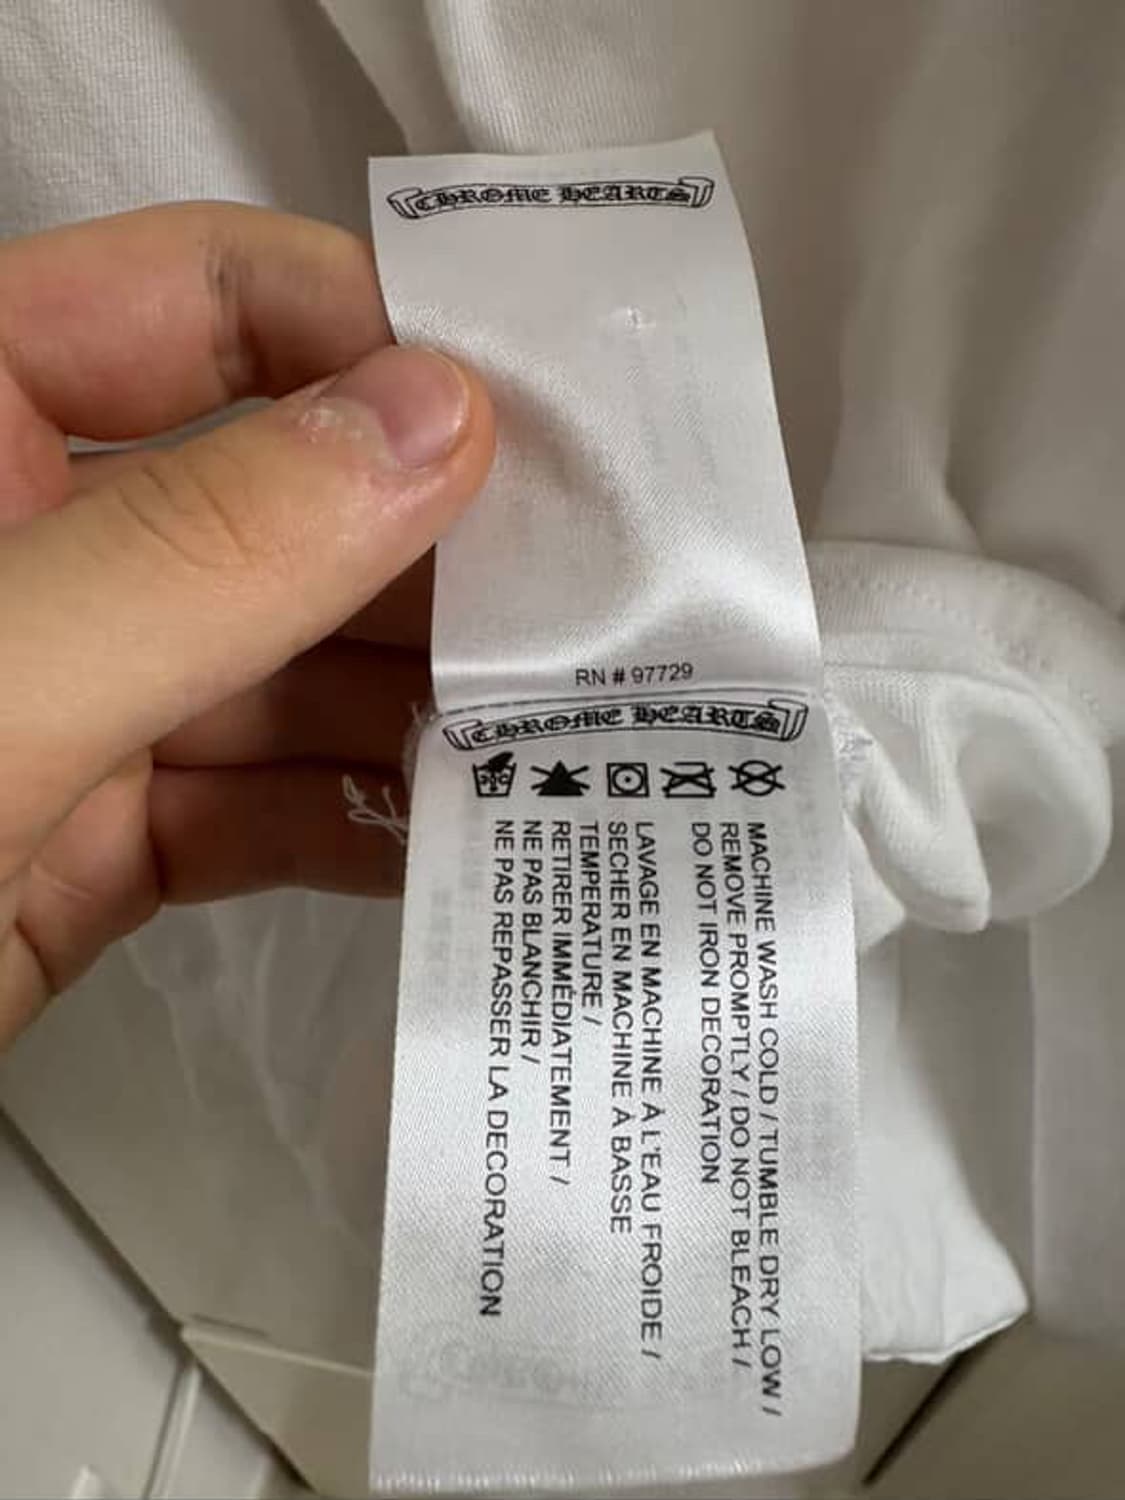 CHROME HEARTS
RN # 97729
CHROME HEARTS
MACHINE WASH COLD / TUMBLE DRY LOW /
REMOVE PROMPTLY / DO NOT BLEACH /
DO NOT IRON DECORATION
LAVAGE EN MACHINE À L'EAU FROIDE /
SECHER EN MACHINE À BASSE
TEMPERATURE /
RETIRER IMMÉDIATEMENT /
NE PAS BLANCHIR /
NE PAS REPASSER LA DECORATION